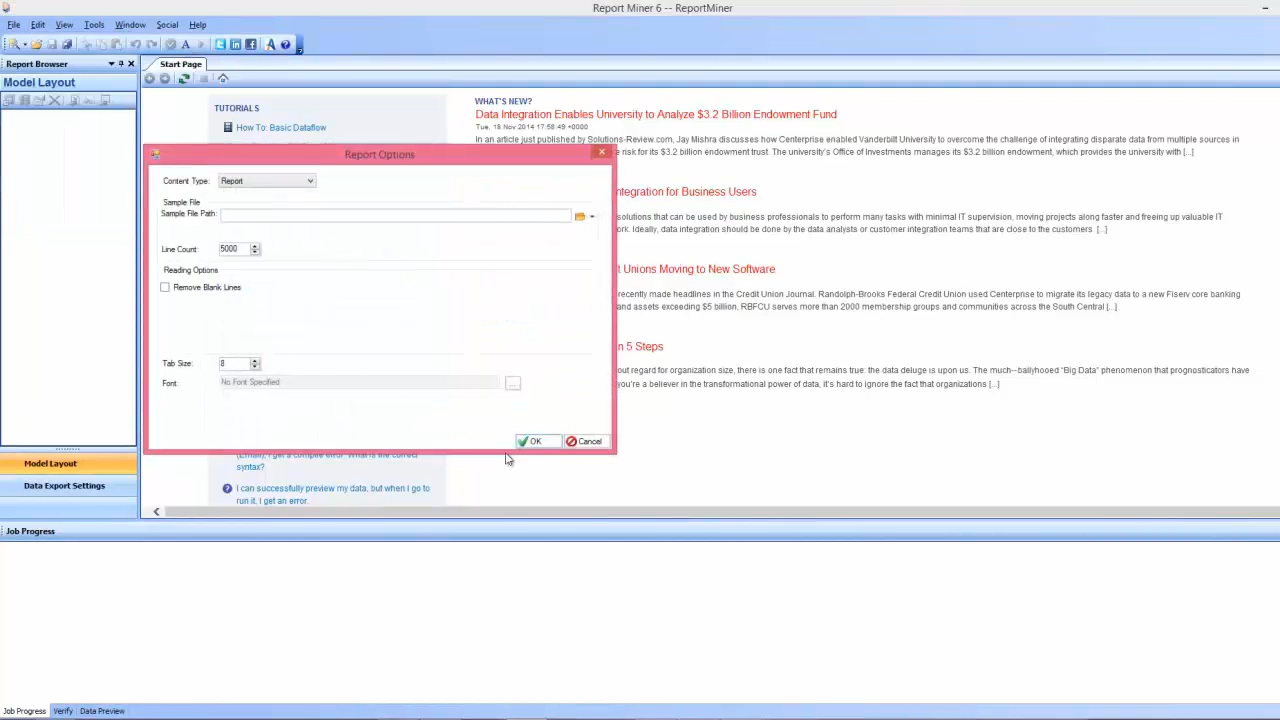 Report Miner 6 -- ReportMiner
File Edit View Tools Window Social Help
Report Browser
Start Page
Model Layout
TUTORIALS
How To: Basic Dataflow
WHAT'S NEW?
Data Integration Enables University to Analyze $3.2 Billion Endowment Fund
Tue, 18 Nov 2014 17:58:49 +0000
In an article just published by Solutions-Review.com, Jay Mishra discusses how Centerprise enabled Vanderbilt University to overcome the challenge of integrating disparate data from multiple sources in
e risk for its $3.2 billion endowment trust. The university's Office of Investments manages its $3.2 billion endowment, which provides the university with [...]
ntegration for Business Users
solutions that can be used by business professionals to perform many tasks with minimal IT supervision, moving projects along faster and freeing up valuable IT
work. Ideally, data integration should be done by the data analysts or customer integration teams that are close to the customers [...]
t Unions Moving to New Software
recently made headlines in the Credit Union Journal. Randolph-Brooks Federal Credit Union used Centerprise to migrate its legacy data to a new Fiserv core banking
and assets exceeding $5 billion, RBFCU serves more than 2000 membership groups and communities across the South Central [...]
n 5 Steps
out regard for organization size, there is one fact that remains true: the data deluge is upon us. The much--ballyhooed "Big Data" phenomenon that prognosticators have
you're a believer in the transformational power of data, it's hard to ignore the fact that organizations [...]
Report Options
Content Type: Report
Sample File
Sample File Path:
Line Count: 5000
Reading Options
Remove Blank Lines
Tab Size: 8
Font: No Font Specified
...
OK Cancel
(Email), I get a compile error. What is the correct
syntax?
I can successfully preview my data, but when I go to
run it, I get an error.
Model Layout
Data Export Settings
Job Progress
Job Progress Verify Data Preview